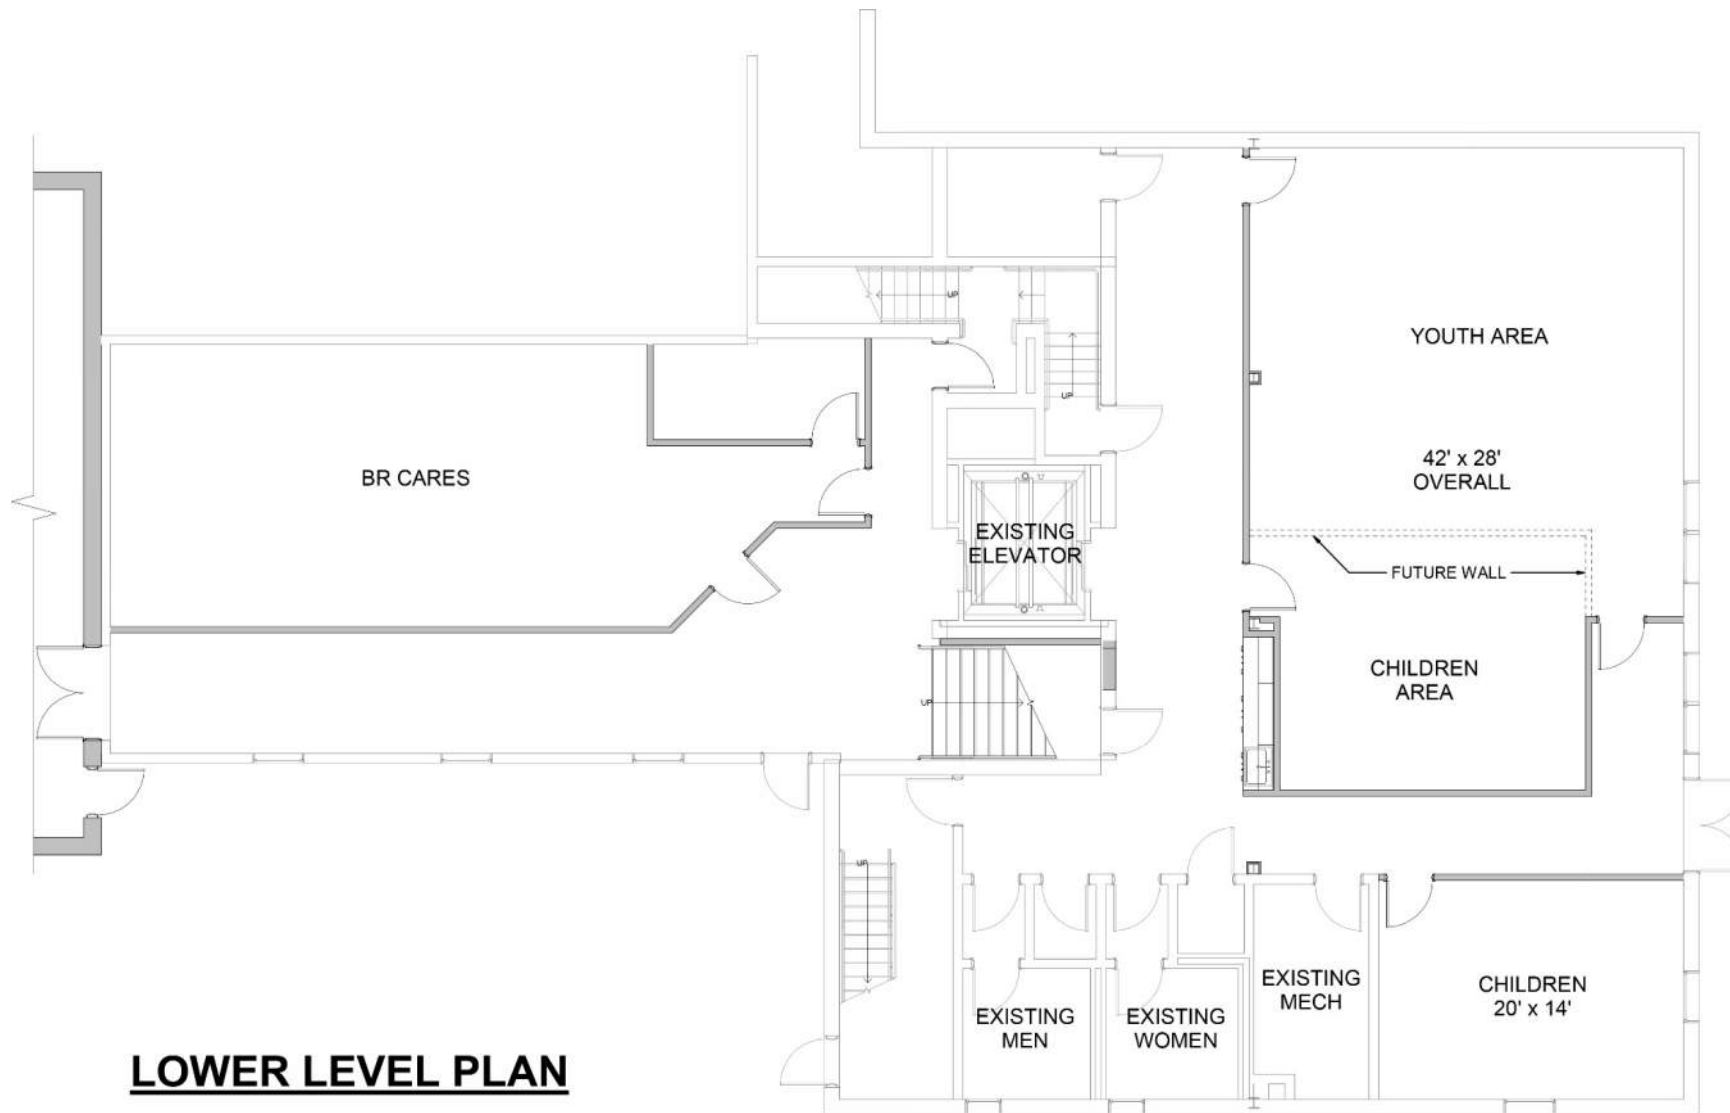 UP
UP
YOUTH AREA
UP
BR CARES
42' x 28'
OVERALL
EXISTING
ELEVATOR
FUTURE WALL
CHILDREN
AREA
UP
UP
EXISTING
MECH
CHILDREN
20' x 14'
EXISTING
MEN
EXISTING
WOMEN
LOWER LEVEL PLAN